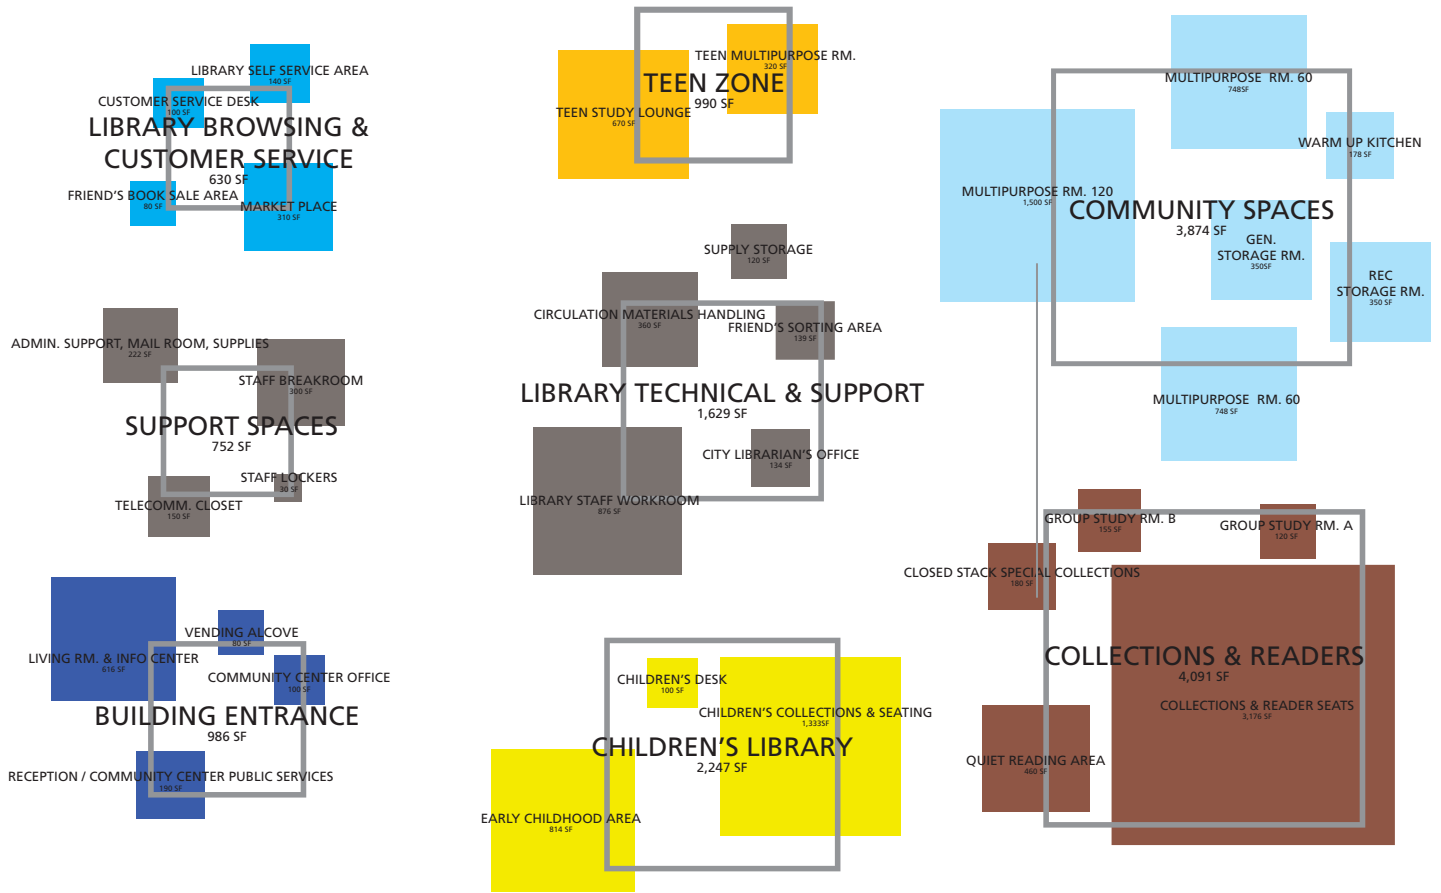 LIBRARY SELF SERVICE AREA
140 SF
CUSTOMER SERVICE DESK
100 SF
LIBRARY BROWSING &
CUSTOMER SERVICE
630 SF
FRIEND'S BOOK SALE AREA
80 SF
MARKET PLACE
310 SF
TEEN MULTIPURPOSE RM.
320 SF
TEEN ZONE
990 SF
TEEN STUDY LOUNGE
670 SF
MULTIPURPOSE RM. 60
748SF
WARM UP KITCHEN
178 SF
MULTIPURPOSE RM. 120
1,500 SF
COMMUNITY SPACES
3,874 SF
GEN.
STORAGE RM.
350SF
REC
STORAGE RM.
350 SF
MULTIPURPOSE RM. 60
748 SF
ADMIN. SUPPORT, MAIL ROOM, SUPPLIES
222 SF
STAFF BREAKROOM
300 SF
SUPPORT SPACES
752 SF
STAFF LOCKERS
30 SF
TELECOMM. CLOSET
150 SF
SUPPLY STORAGE
120 SF
CIRCULATION MATERIALS HANDLING
360 SF
FRIEND'S SORTING AREA
139 SF
LIBRARY TECHNICAL & SUPPORT
1,629 SF
CITY LIBRARIAN'S OFFICE
134 SF
LIBRARY STAFF WORKROOM
876 SF
GROUP STUDY RM. B
155 SF
GROUP STUDY RM. A
120 SF
CLOSED STACK SPECIAL COLLECTIONS
180 SF
COLLECTIONS & READERS
4,091 SF
COLLECTIONS & READER SEATS
3,176 SF
QUIET READING AREA
460 SF
VENDING ALCOVE
80 SF
LIVING RM. & INFO CENTER
616 SF
COMMUNITY CENTER OFFICE
100 SF
BUILDING ENTRANCE
986 SF
RECEPTION / COMMUNITY CENTER PUBLIC SERVICES
190 SF
CHILDREN'S DESK
100 SF
CHILDREN'S COLLECTIONS & SEATING
1,333SF
CHILDREN'S LIBRARY
2,247 SF
EARLY CHILDHOOD AREA
814 SF